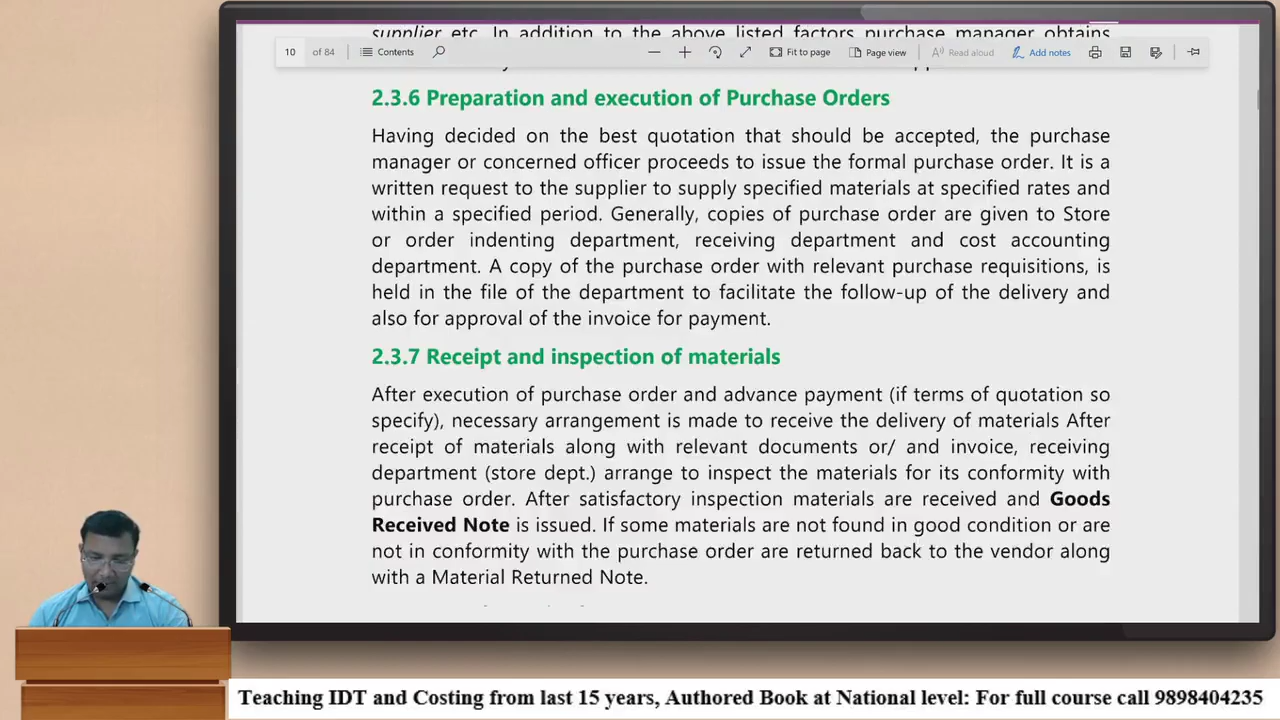 supplier etc. In addition to the above listed factors purchase manager obtains
10 of 84 Contents Fit to page Page view Read aloud Add notes
2.3.6 Preparation and execution of Purchase Orders
Having decided on the best quotation that should be accepted, the purchase
manager or concerned officer proceeds to issue the formal purchase order. It is a
written request to the supplier to supply specified materials at specified rates and
within a specified period. Generally, copies of purchase order are given to Store
or order indenting department, receiving department and cost accounting
department. A copy of the purchase order with relevant purchase requisitions, is
held in the file of the department to facilitate the follow-up of the delivery and
also for approval of the invoice for payment.
2.3.7 Receipt and inspection of materials
After execution of purchase order and advance payment (if terms of quotation so
specify), necessary arrangement is made to receive the delivery of materials After
receipt of materials along with relevant documents or/ and invoice, receiving
department (store dept.) arrange to inspect the materials for its conformity with
purchase order. After satisfactory inspection materials are received and Goods
Received Note is issued. If some materials are not found in good condition or are
not in conformity with the purchase order are returned back to the vendor along
with a Material Returned Note.
Teaching IDT and Costing from last 15 years, Authored Book at National level: For full course call 9898404235